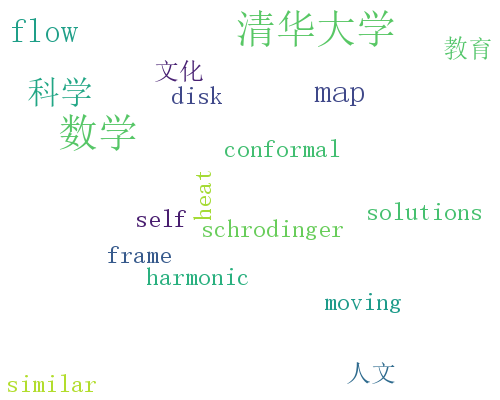 清华大学
flow
教育
文化
科学
disk
map
数学
conformal
heat
self
solutions
schrodinger
frame
harmonic
moving
人文
similar